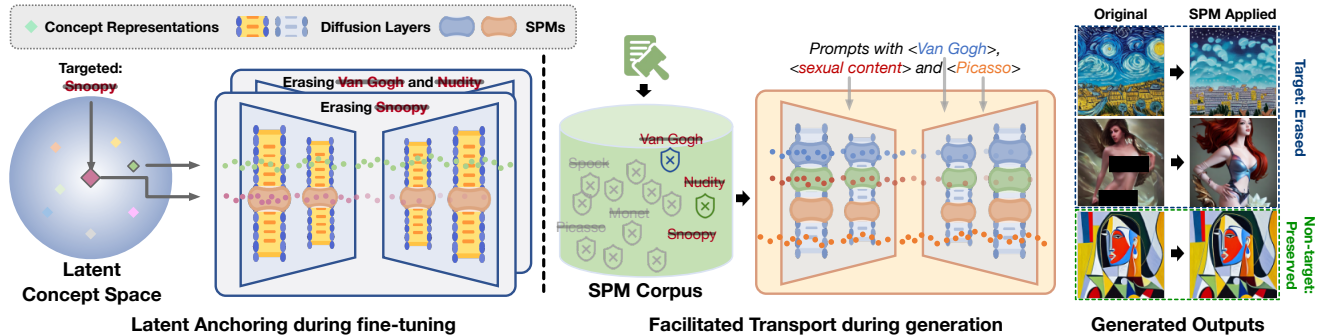 Concept Representations
Diffusion Layers
SPMs
Targeted:
Snoopy
Erasing Van Gogh and Nudity
Erasing Snoopy
Latent
Concept Space
Latent Anchoring during fine-tuning
Van Gogh
Spock
Nudity
Monet
Picasso
Snoopy
SPM Corpus
Prompts with <Van Gogh>,
<sexual content> and <Picasso>
Facilitated Transport during generation
Original
SPM Applied
Target: Erased
Non-target:
Preserved
Generated Outputs